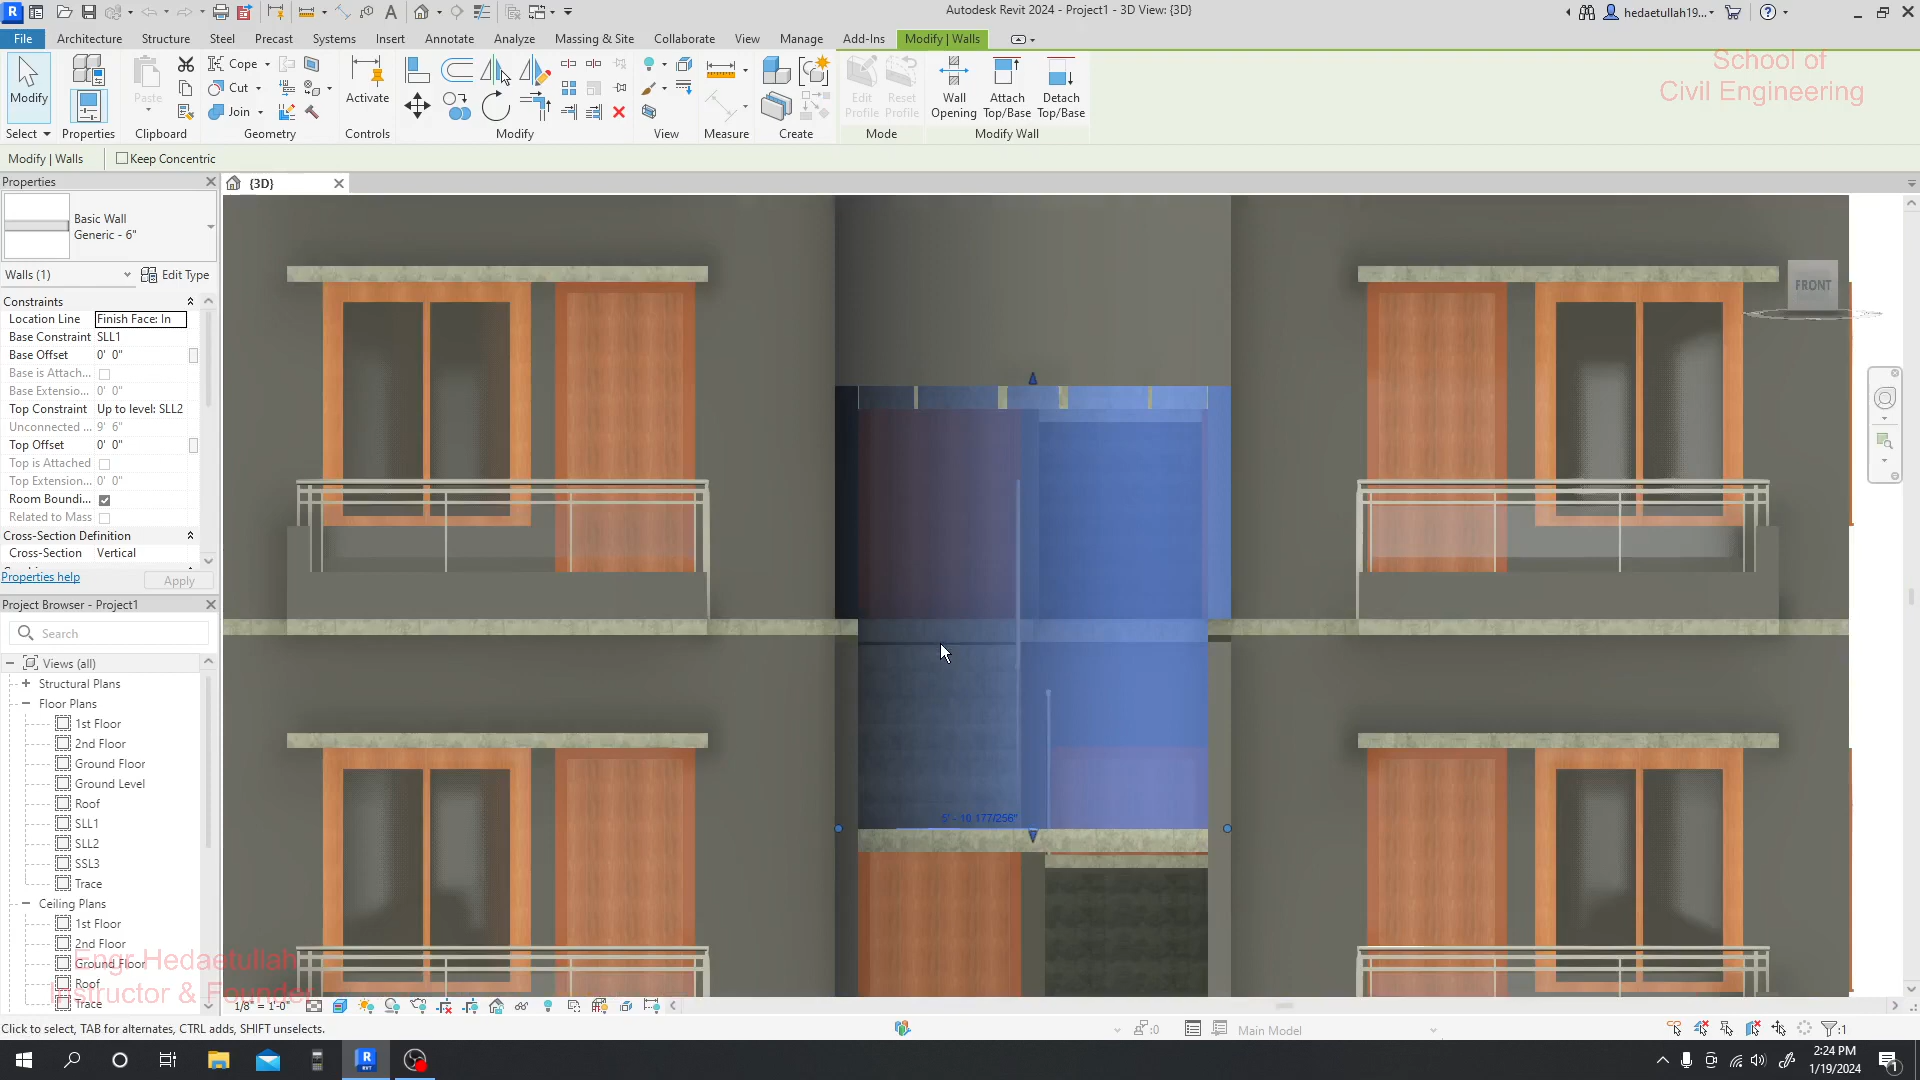 Autodesk Revit 2024 - Project1 - 3D View: {3D}
hedaetullah19...
File
Architecture
Structure
Steel
Precast
Systems
Insert
Annotate
Analyze
Massing & Site
Collaborate
View
Manage
Add-Ins
Modify | Walls
School of
Civil Engineering
Modify
Paste
Cope
Cut
Join
Activate
Edit
Profile
Reset
Profile
Wall
Opening
Attach
Top/Base
Detach
Top/Base
Select
Properties
Clipboard
Geometry
Controls
Modify
View
Measure
Create
Mode
Modify Wall
Modify | Walls
Keep Concentric
Properties
{3D}
Basic Wall
Generic - 6"
Walls (1)
Edit Type
Constraints
Location Line Finish Face: In
Base Constraint SLL1
Base Offset 0' 0"
Base is Attach...
Base Extensio... 0' 0"
Top Constraint Up to level: SLL2
Unconnected ... 9' 6"
Top Offset 0' 0"
Top is Attached
Top Extension... 0' 0"
Room Boundi...
Related to Mass
Cross-Section Definition
Cross-Section Vertical
Properties help
Apply
FRONT
5' - 10 177/256"
Project Browser - Project1
Search
Views (all)
Structural Plans
Floor Plans
1st Floor
2nd Floor
Ground Floor
Ground Level
Roof
SLL1
SLL2
SSL3
Trace
Ceiling Plans
1st Floor
2nd Floor
Ground Floor
Roof
Trace
Engr.Hedaetullah
Instructor & Founder
1/8" = 1'-0"
Click to select, TAB for alternates, CTRL adds, SHIFT unselects.
:0
Main Model
:1
2:24 PM
1/19/2024
1